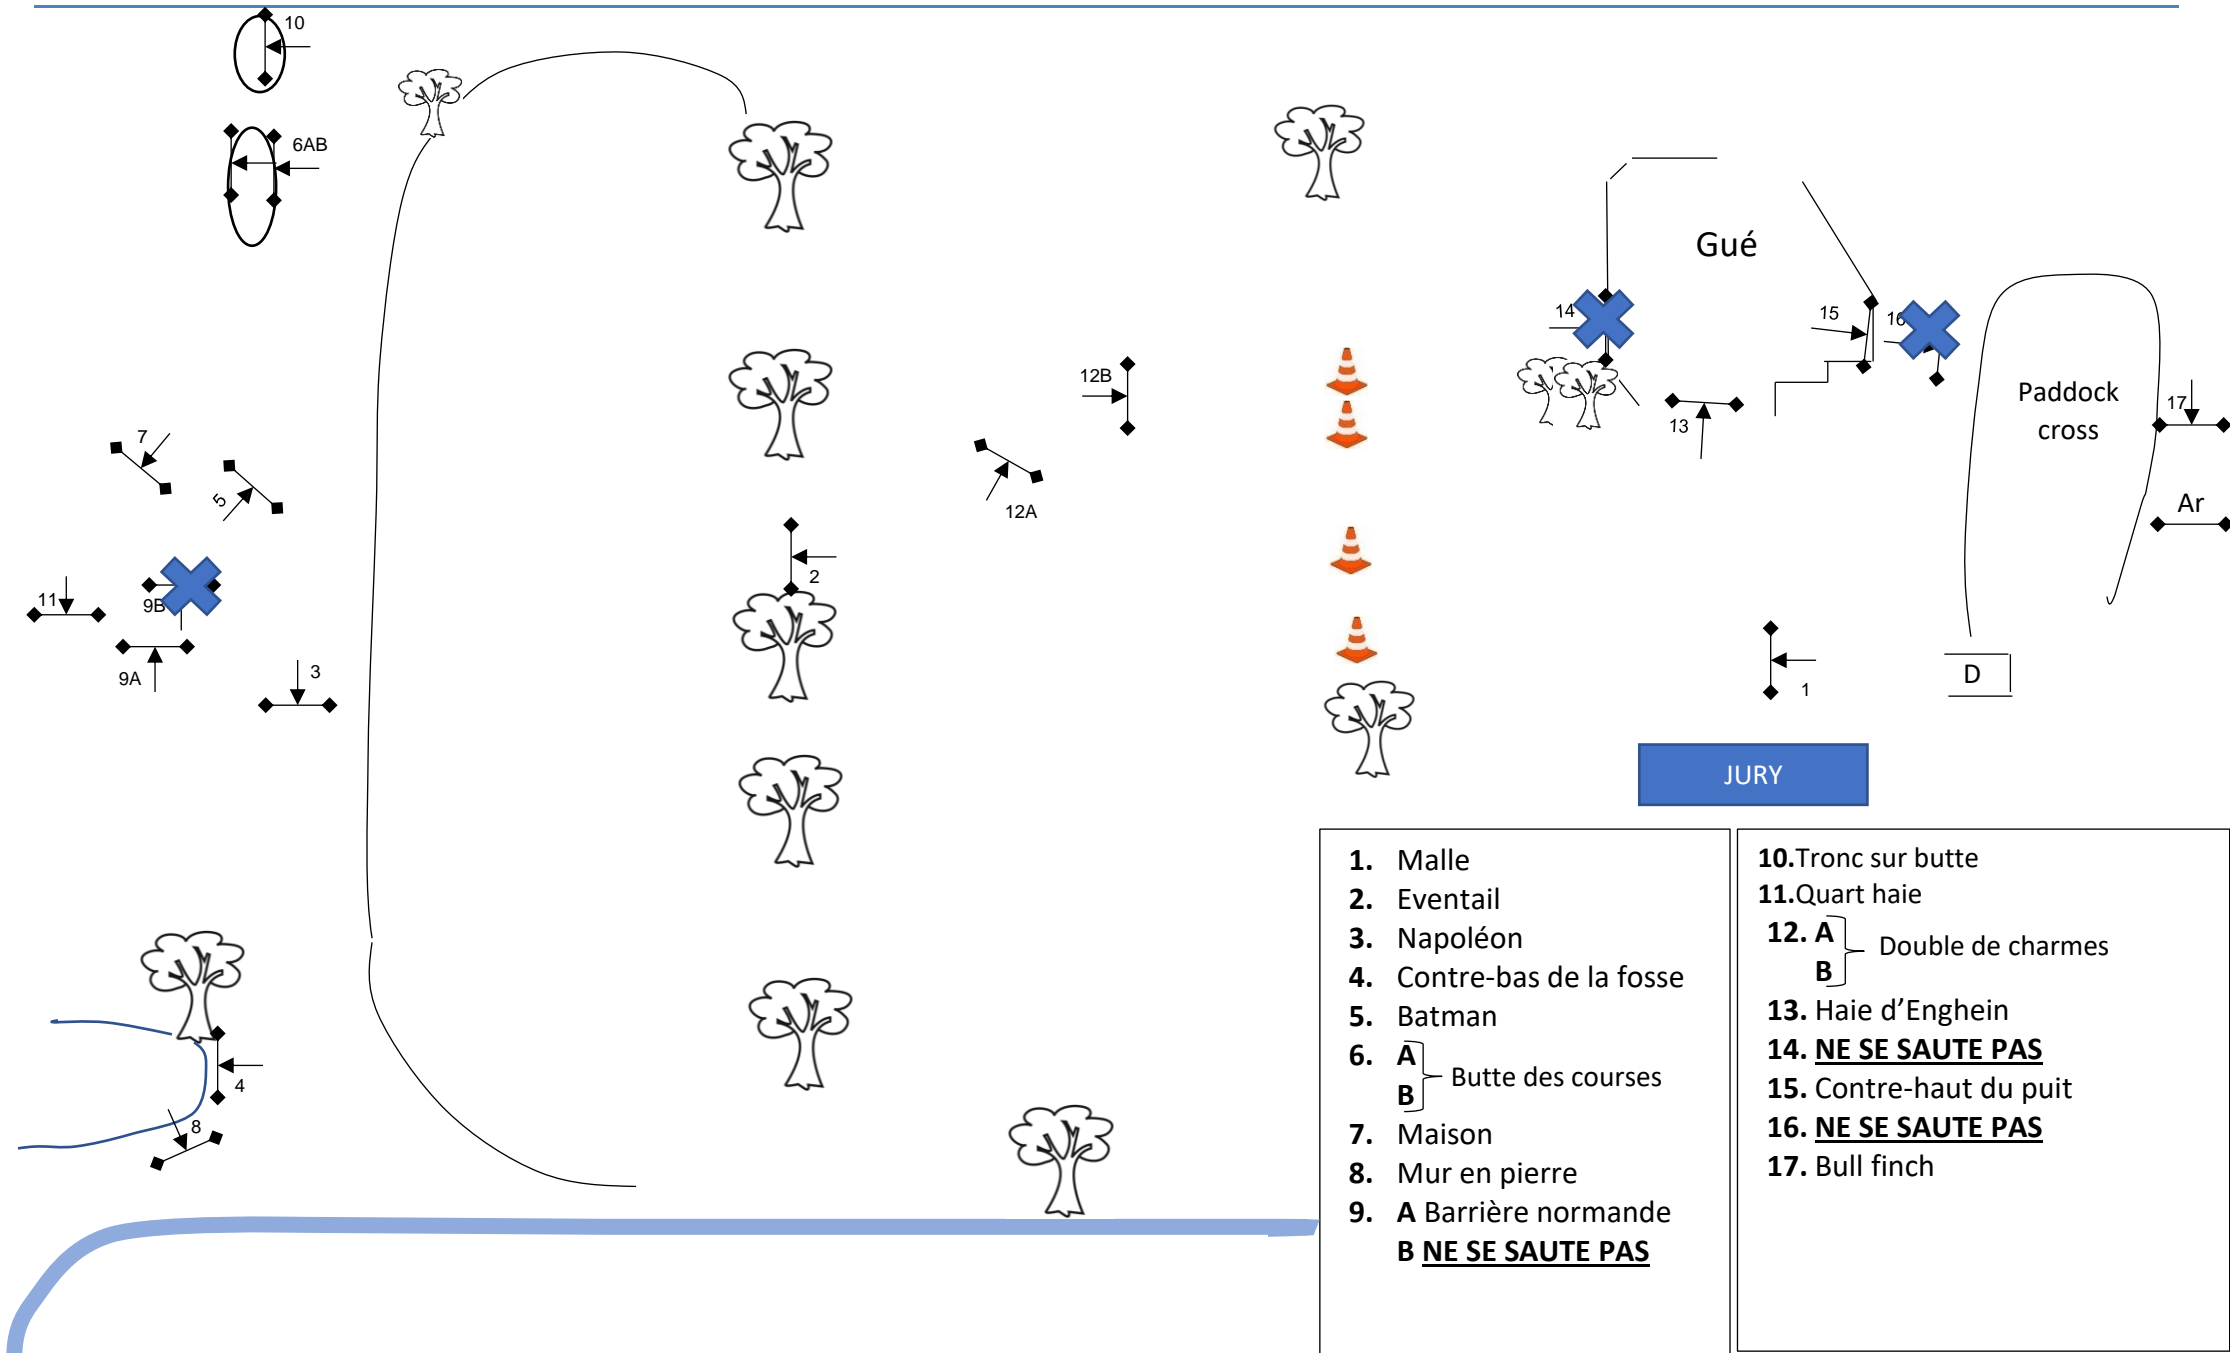 10
6AB
Gué
14
15
16
12B
Paddock
cross
17
13
7
5
12A
Ar
2
11
9B
9A
3
1
D
JURY
4
8
1. Malle
2. Eventail
3. Napoléon
4. Contre-bas de la fosse
5. Batman
6. A
Butte des courses
B
7. Maison
8. Mur en pierre
9. A Barrière normande
B NE SE SAUTE PAS
10.Tronc sur butte
11.Quart haie
12. A
Double de charmes
B
13. Haie d’Enghein
14. NE SE SAUTE PAS
15. Contre-haut du puit
16. NE SE SAUTE PAS
17. Bull finch